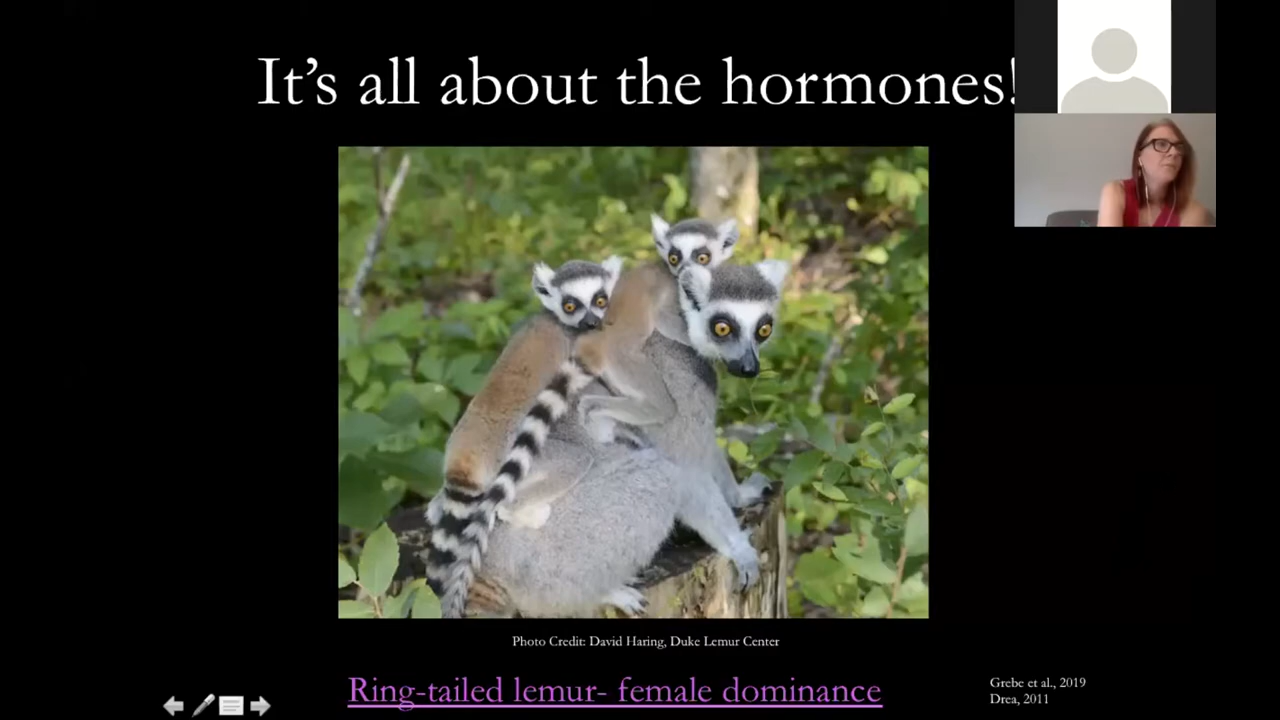 It's all about the hormones!
Photo Credit: David Haring, Duke Lemur Center
Ring-tailed lemur- female dominance
Grebe et al., 2019
Drea, 2011